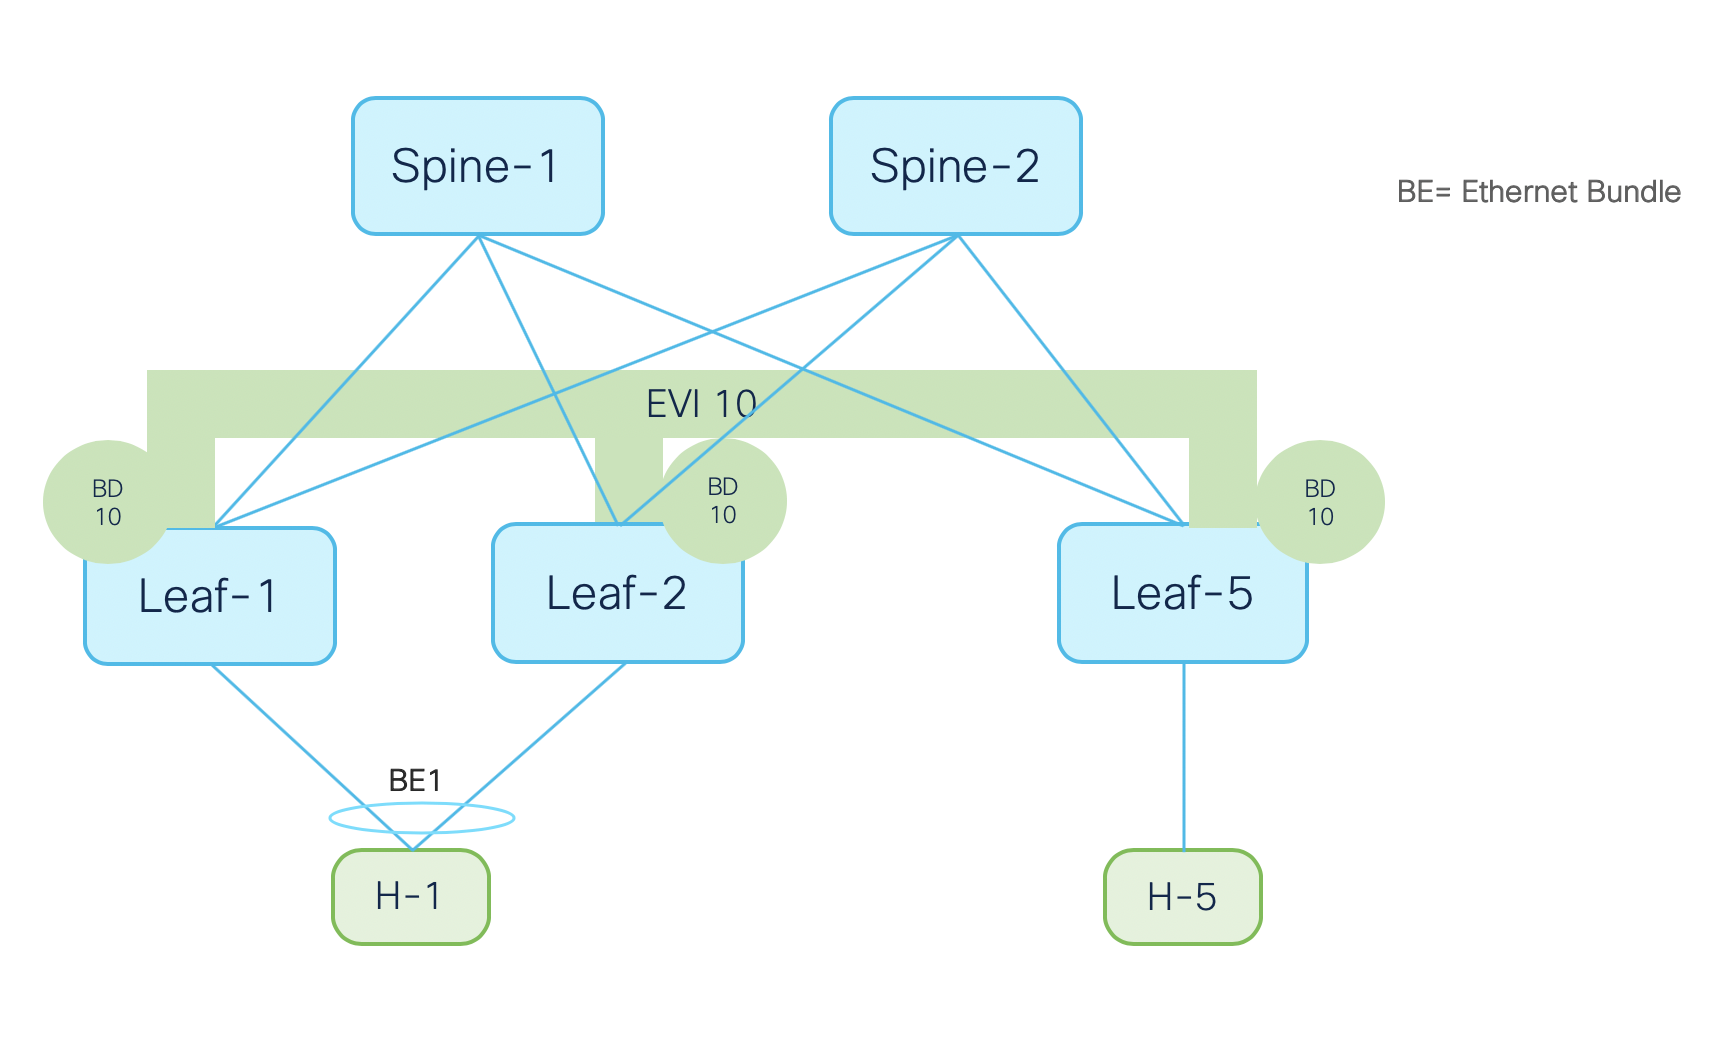 Spine-1
Spine-2
BE= Ethernet Bundle
EVI 10
BD
10
BD
10
BD
10
Leaf-1
Leaf-2
Leaf-5
BE1
H-1
H-5